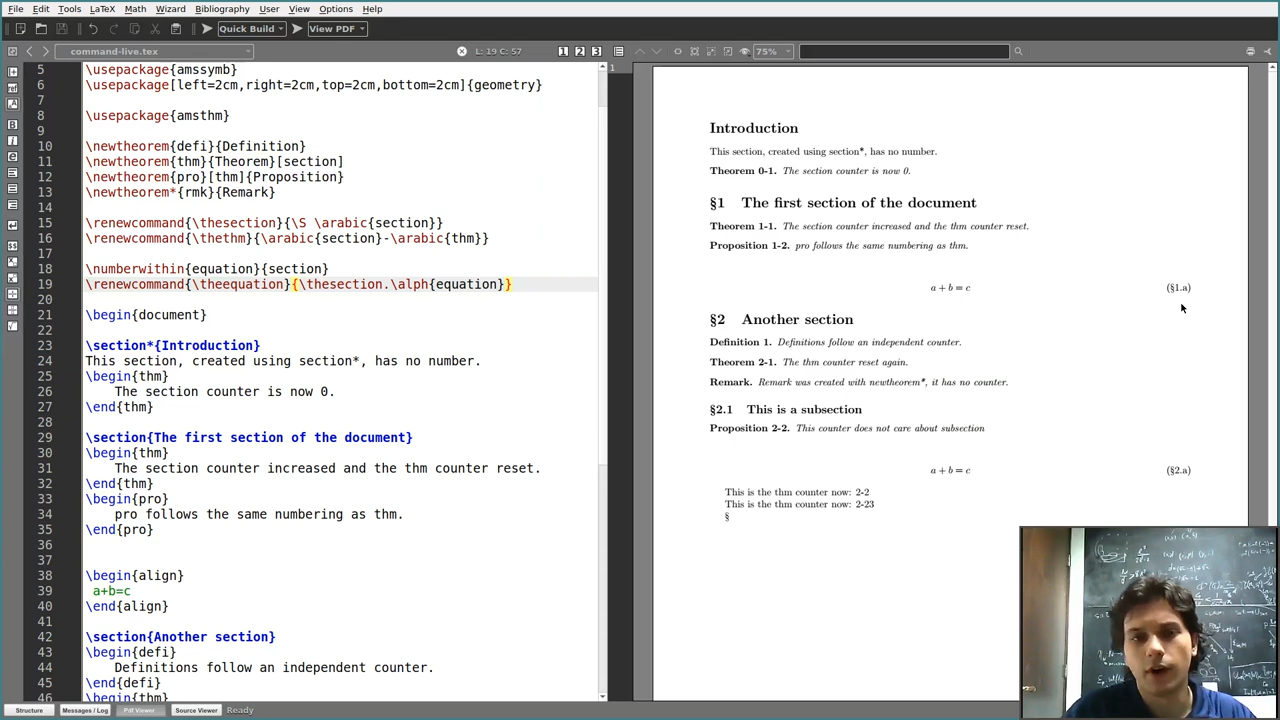 File Edit Tools LaTeX Math Wizard Bibliography User View Options Help
Quick Build View PDF
command-live.tex L: 19 C: 57 1 2 3 75%
5 \usepackage{amssymb}
6 \usepackage[left=2cm,right=2cm,top=2cm,bottom=2cm]{geometry}
7
8 \usepackage{amsthm}
9
10 \newtheorem{defi}{Definition}
11 \newtheorem{thm}{Theorem}[section]
12 \newtheorem{pro}[thm]{Proposition}
13 \newtheorem*{rmk}{Remark}
14
15 \renewcommand{\thesection}{\S \arabic{section}}
16 \renewcommand{\thethm}{\arabic{section}-\arabic{thm}}
17
18 \numberwithin{equation}{section}
19 \renewcommand{\theequation}{\thesection.\alph{equation}}
20
21 \begin{document}
22
23 \section*{Introduction}
24 This section, created using section*, has no number.
25 \begin{thm}
26 The section counter is now 0.
27 \end{thm}
28
29 \section{The first section of the document}
30 \begin{thm}
31 The section counter increased and the thm counter reset.
32 \end{thm}
33 \begin{pro}
34 pro follows the same numbering as thm.
35 \end{pro}
36
37
38 \begin{align}
39 a+b=c
40 \end{align}
41
42 \section{Another section}
43 \begin{defi}
44 Definitions follow an independent counter.
45 \end{defi}
46 \begin{thm}
1
Introduction
This section, created using section*, has no number.
Theorem 0-1. The section counter is now 0.
§1 The first section of the document
Theorem 1-1. The section counter increased and the thm counter reset.
Proposition 1-2. pro follows the same numbering as thm.
a + b = c (§1.a)
§2 Another section
Definition 1. Definitions follow an independent counter.
Theorem 2-1. The thm counter reset again.
Remark. Remark was created with newtheorem*, it has no counter.
§2.1 This is a subsection
Proposition 2-2. This counter does not care about subsection
a + b = c (§2.a)
This is the thm counter now: 2-2
This is the thm counter now: 2-23
§
Structure Messages / Log Pdf Viewer Source Viewer Ready